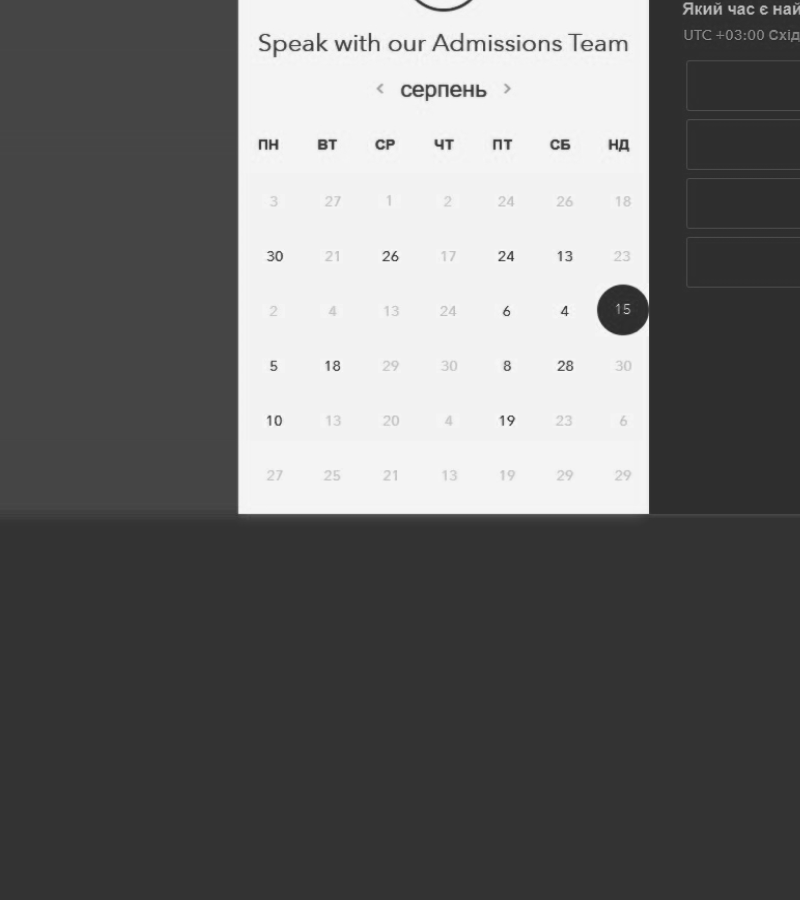 Speak with our Admissions Team
‹ серпень ›
ПН ВТ СР ЧТ ПТ СБ НД
3 27 1 2 24 26 18
30 21 26 17 24 13 23
2 4 13 24 6 4 15
5 18 29 30 8 28 30
10 13 20 4 19 23 6
27 25 21 13 19 29 29
Який час є най
UTC +03:00 Схід